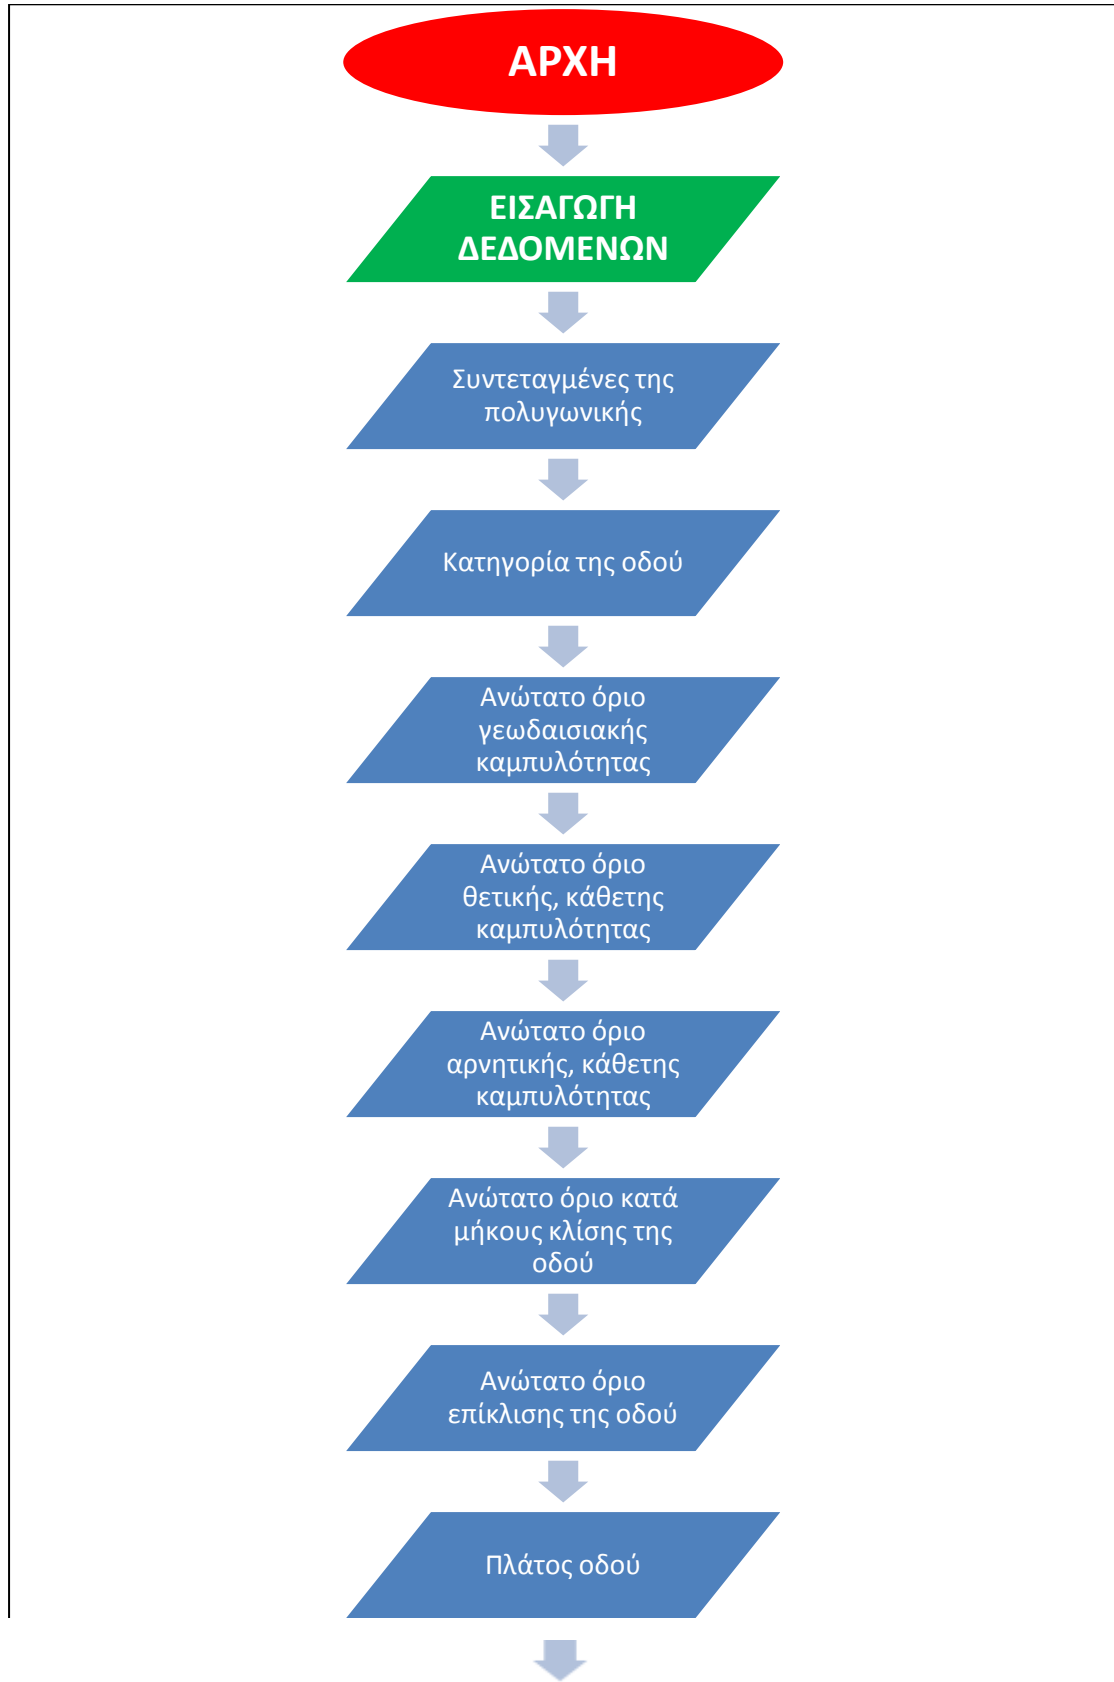 ΑΡΧΗ
ΕΙΣΑΓΩΓΗ
ΔΕΔΟΜΕΝΩΝ
Συντεταγμένες της
πολυγωνικής
Κατηγορία της οδού
Ανώτατο όριο
γεωδαισιακής
καμπυλότητας
Ανώτατο όριο
θετικής, κάθετης
καμπυλότητας
Ανώτατο όριο
αρνητικής, κάθετης
καμπυλότητας
Ανώτατο όριο κατά
μήκους κλίσης της
οδού
Ανώτατο όριο
επίκλισης της οδού
Πλάτος οδού